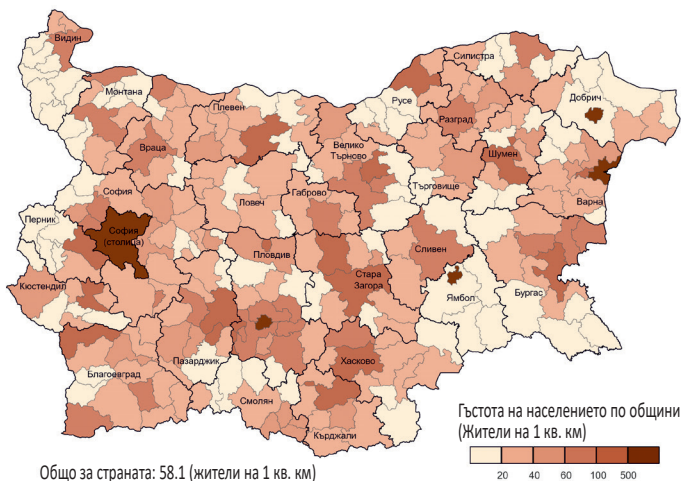 Видин
Силистра
Монтана
Русе
Добрич
Плевен
Разград
Враца
Велико
Търново
Шумен
София
Ловеч
Габрово
Търговище
Варна
Перник
София
(столица)
Пловдив
Сливен
Кюстендил
Стара
Загора
Ямбол
Бургас
Пазарджик
Хасково
Благоевград
Смолян
Кърджали
Гъстота на населението по общини
(Жители на 1 кв. км)
20 40 60 100 500
Общо за страната: 58.1 (жители на 1 кв. км)